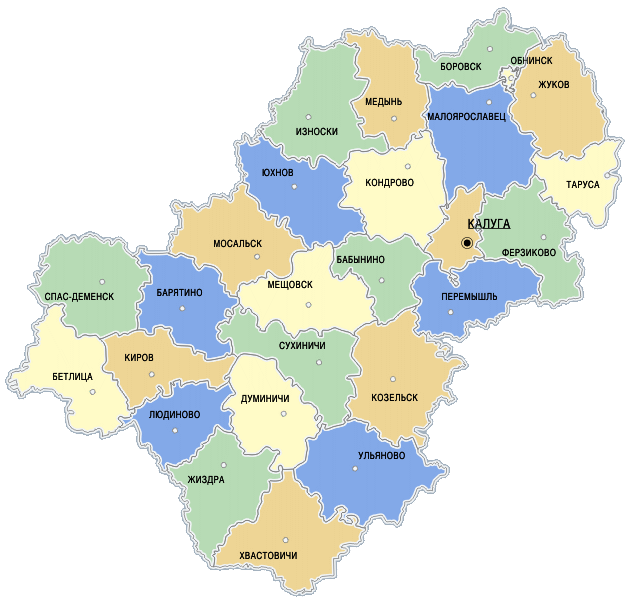 ОБНИНСК
БОРОВСК
ЖУКОВ
МЕДЫНЬ
МАЛОЯРОСЛАВЕЦ
ИЗНОСКИ
ЮХНОВ
КОНДРОВО
ТАРУСА
КАЛУГА
МОСАЛЬСК
ФЕРЗИКОВО
БАБЫНИНО
МЕЩОВСК
БАРЯТИНО
СПАС-ДЕМЕНСК
ПЕРЕМЫШЛЬ
СУХИНИЧИ
КИРОВ
БЕТЛИЦА
ДУМИНИЧИ
КОЗЕЛЬСК
ЛЮДИНОВО
УЛЬЯНОВО
ЖИЗДРА
ХВАСТОВИЧИ